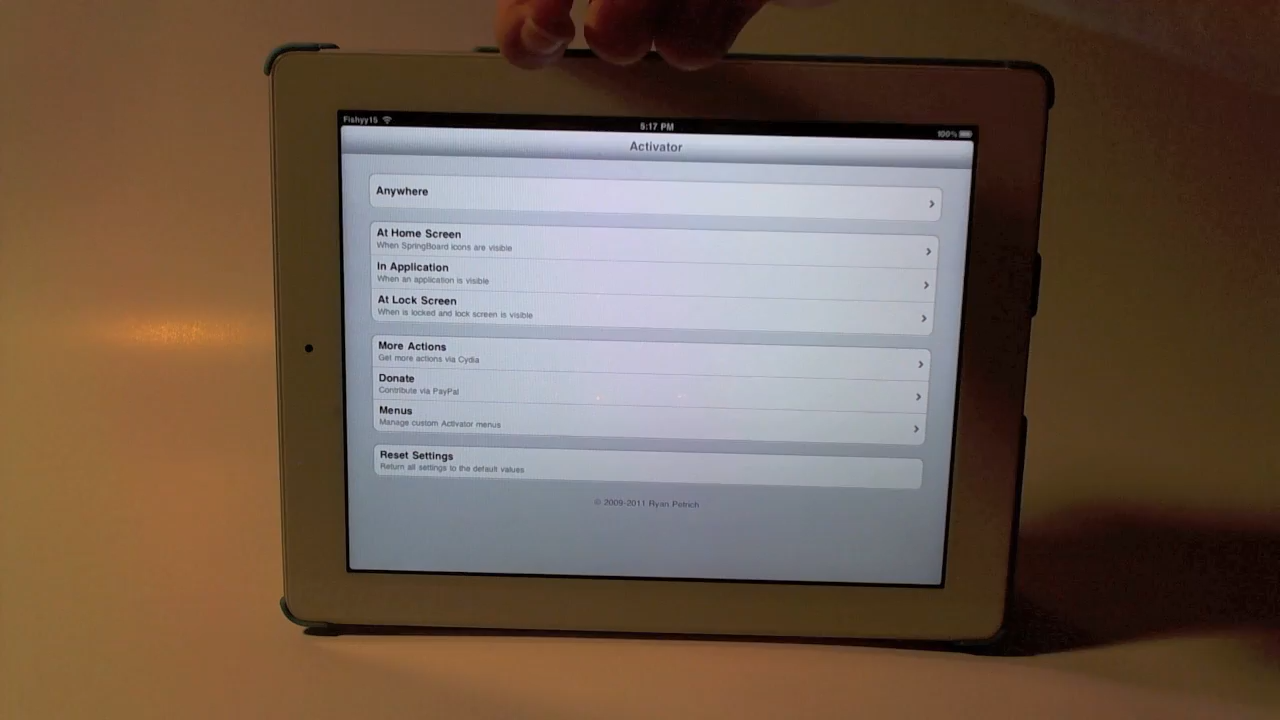 Fishyy15
5:17 PM
100%
Activator
Anywhere
At Home Screen
When SpringBoard icons are visible
In Application
When an application is visible
At Lock Screen
When is locked and lock screen is visible
More Actions
Get more actions via Cydia
Donate
Contribute via PayPal
Menus
Manage custom Activator menus
Reset Settings
Return all settings to the default values
© 2009-2011 Ryan Petrich